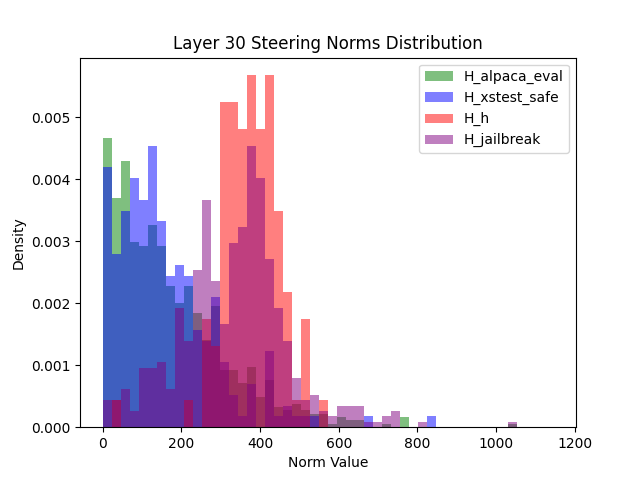 Layer 30 Steering Norms Distribution
H_alpaca_eval
H_xstest_safe
H_h
H_jailbreak
Density
0.005
0.004
0.003
0.002
0.001
0.000
0 200 400 600 800 1000 1200
Norm Value